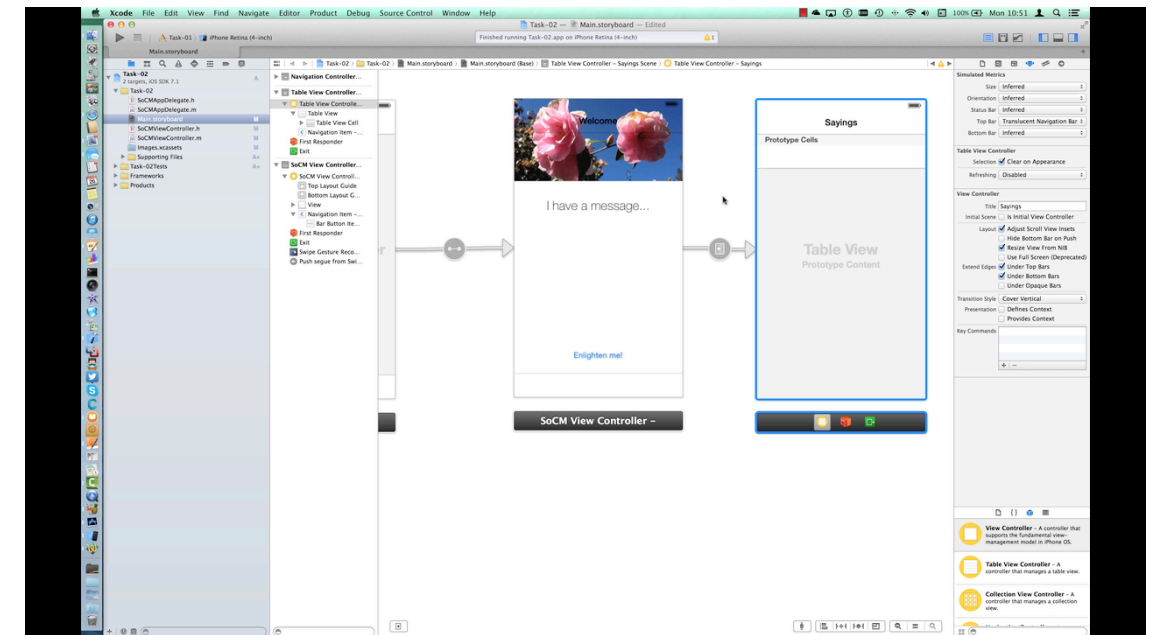 Xcode File Edit View Find Navigate Editor Product Debug Source Control Window Help 100% Mon 10:51
Task-02 — Main.storyboard — Edited
Task-01 iPhone Retina (4-inch) Finished running Task-02.app on iPhone Retina (4-inch)
Main.storyboard
Task-02 Task-02 Main.storyboard Main.storyboard (Base) Table View Controller - Sayings Scene Table View Controller - Sayings
Task-02
2 targets, iOS SDK 7.1
Task-02
SoCMAppDelegate.h
SoCMAppDelegate.m
Main.storyboard M
SoCMViewController.h M
SoCMViewController.m M
Images.xcassets M
Supporting Files
Task-02Tests
Frameworks
Products
Navigation Controller...
Table View Controller...
Table View Controlle...
Table View
Table View Cell
Navigation Item -...
First Responder
Exit
SoCM View Controller...
SoCM View Controll...
Top Layout Guide
Bottom Layout G...
View
Navigation Item -...
Bar Button Ite...
First Responder
Exit
Swipe Gesture Reco...
Push segue from Swi...
Welcome
I have a message...
Enlighten me!
SoCM View Controller –
Sayings
Prototype Cells
Table View
Prototype Content
Simulated Metrics
Size Inferred
Orientation Inferred
Status Bar Inferred
Top Bar Translucent Navigation Bar
Bottom Bar Inferred
Table View Controller
Selection Clear on Appearance
Refreshing Disabled
View Controller
Title Sayings
Initial Scene Is Initial View Controller
Layout Adjust Scroll View Insets
Hide Bottom Bar on Push
Resize View From NIB
Use Full Screen (Deprecated)
Extend Edges Under Top Bars
Under Bottom Bars
Under Opaque Bars
Transition Style Cover Vertical
Presentation Defines Context
Provides Context
Key Commands
View Controller – A controller that
supports the fundamental view-
management model in iPhone OS.
Table View Controller – A
controller that manages a table view.
Collection View Controller – A
controller that manages a collection
view.